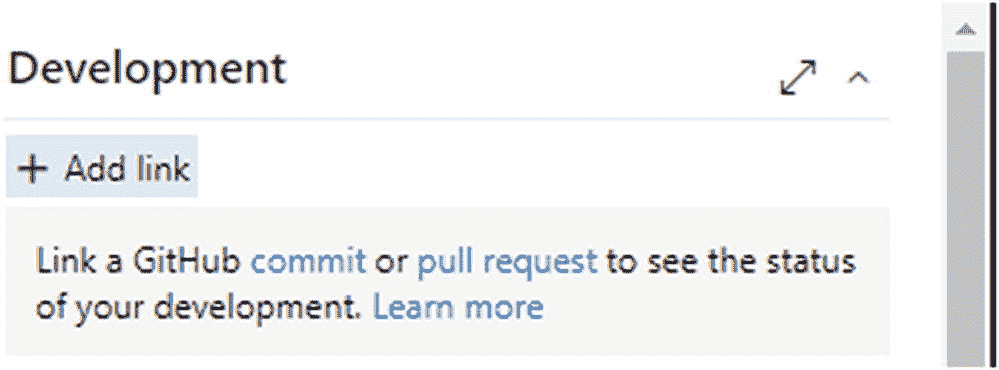 Development
+ Add link
Link a GitHub commit or pull request to see the status
of your development. Learn more